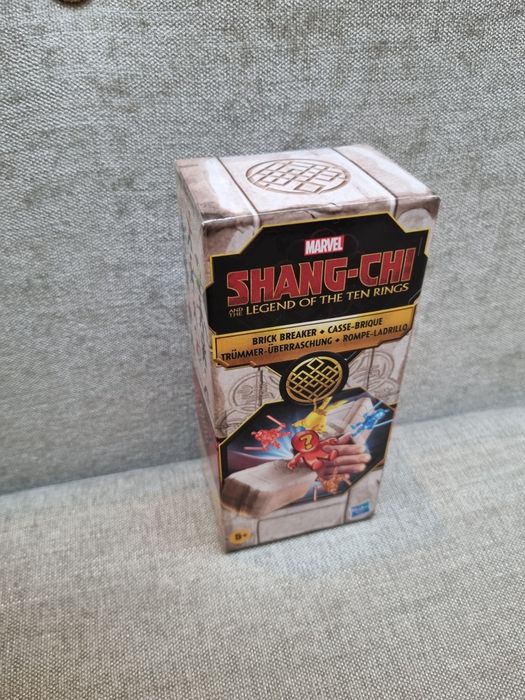 MARVEL
SHANG-CHI
AND THE LEGEND OF THE TEN RINGS
BRICK BREAKER • CASSE-BRIQUE
TRÜMMER-ÜBERRASCHUNG • ROMPE-LADRILLO
?
5+